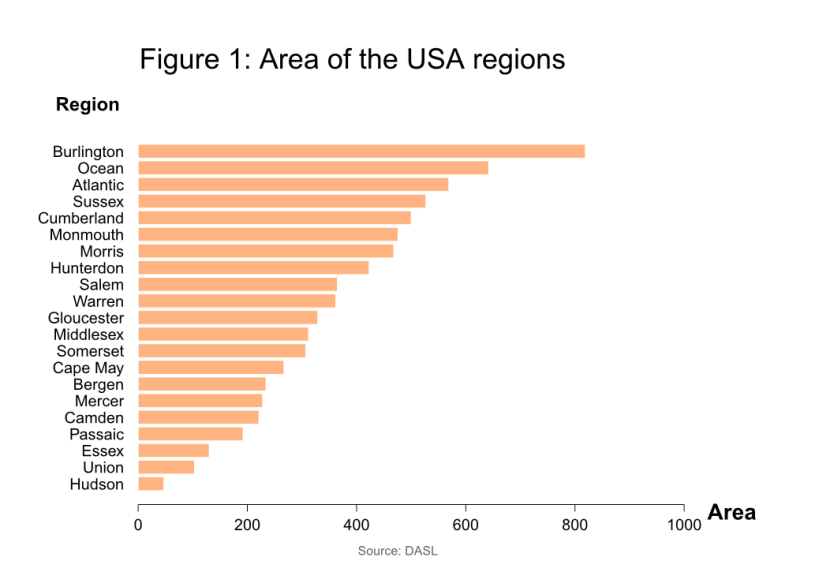 Figure 1: Area of the USA regions
Region
Burlington
Ocean
Atlantic
Sussex
Cumberland
Monmouth
Morris
Hunterdon
Salem
Warren
Gloucester
Middlesex
Somerset
Cape May
Bergen
Mercer
Camden
Passaic
Essex
Union
Hudson
0 200 400 600 800 1000 Area
Source: DASL